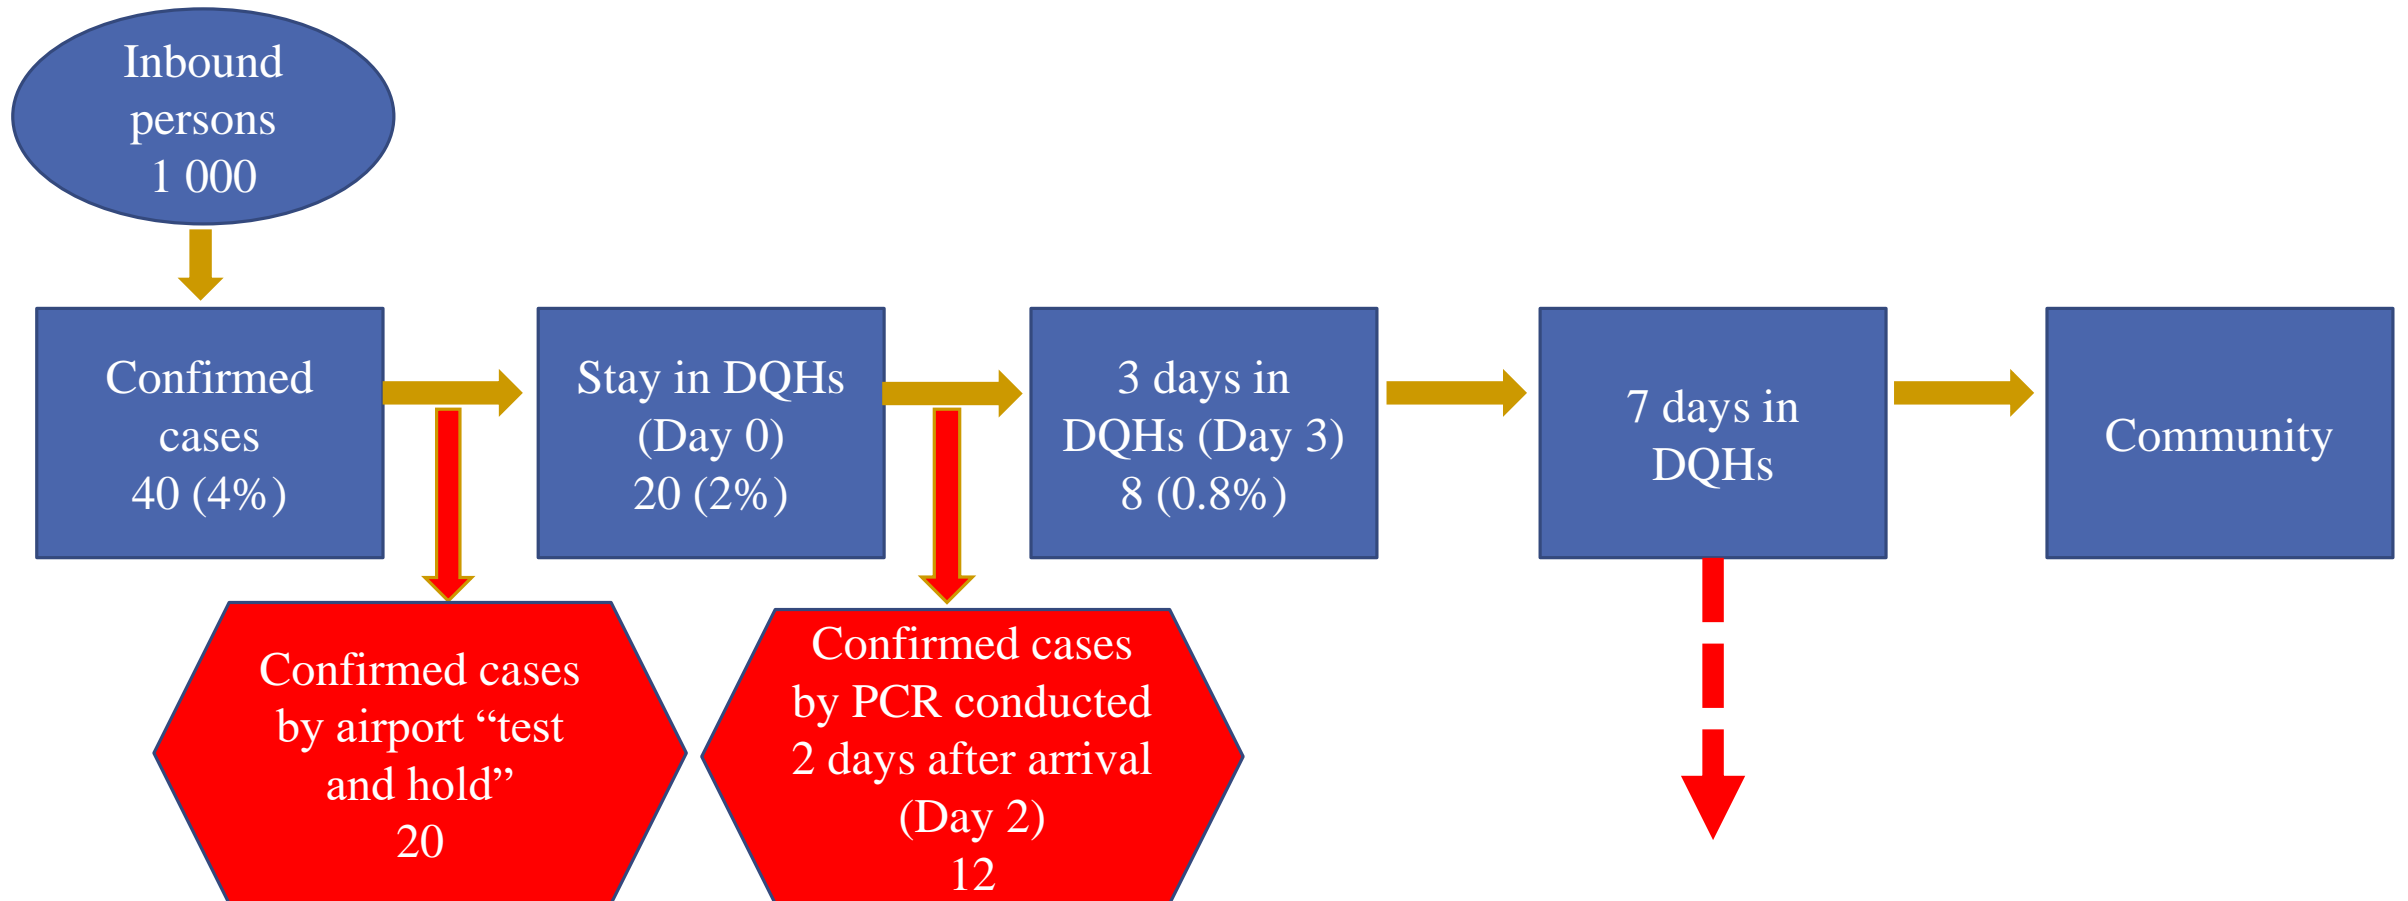 Inbound
persons
1 000
Confirmed
cases
40 (4%)
Stay in DQHs
(Day 0)
20 (2%)
3 days in
DQHs (Day 3)
8 (0.8%)
7 days in
DQHs
Community
Confirmed cases
by airport “test
and hold”
20
Confirmed cases
by PCR conducted
2 days after arrival
(Day 2)
12